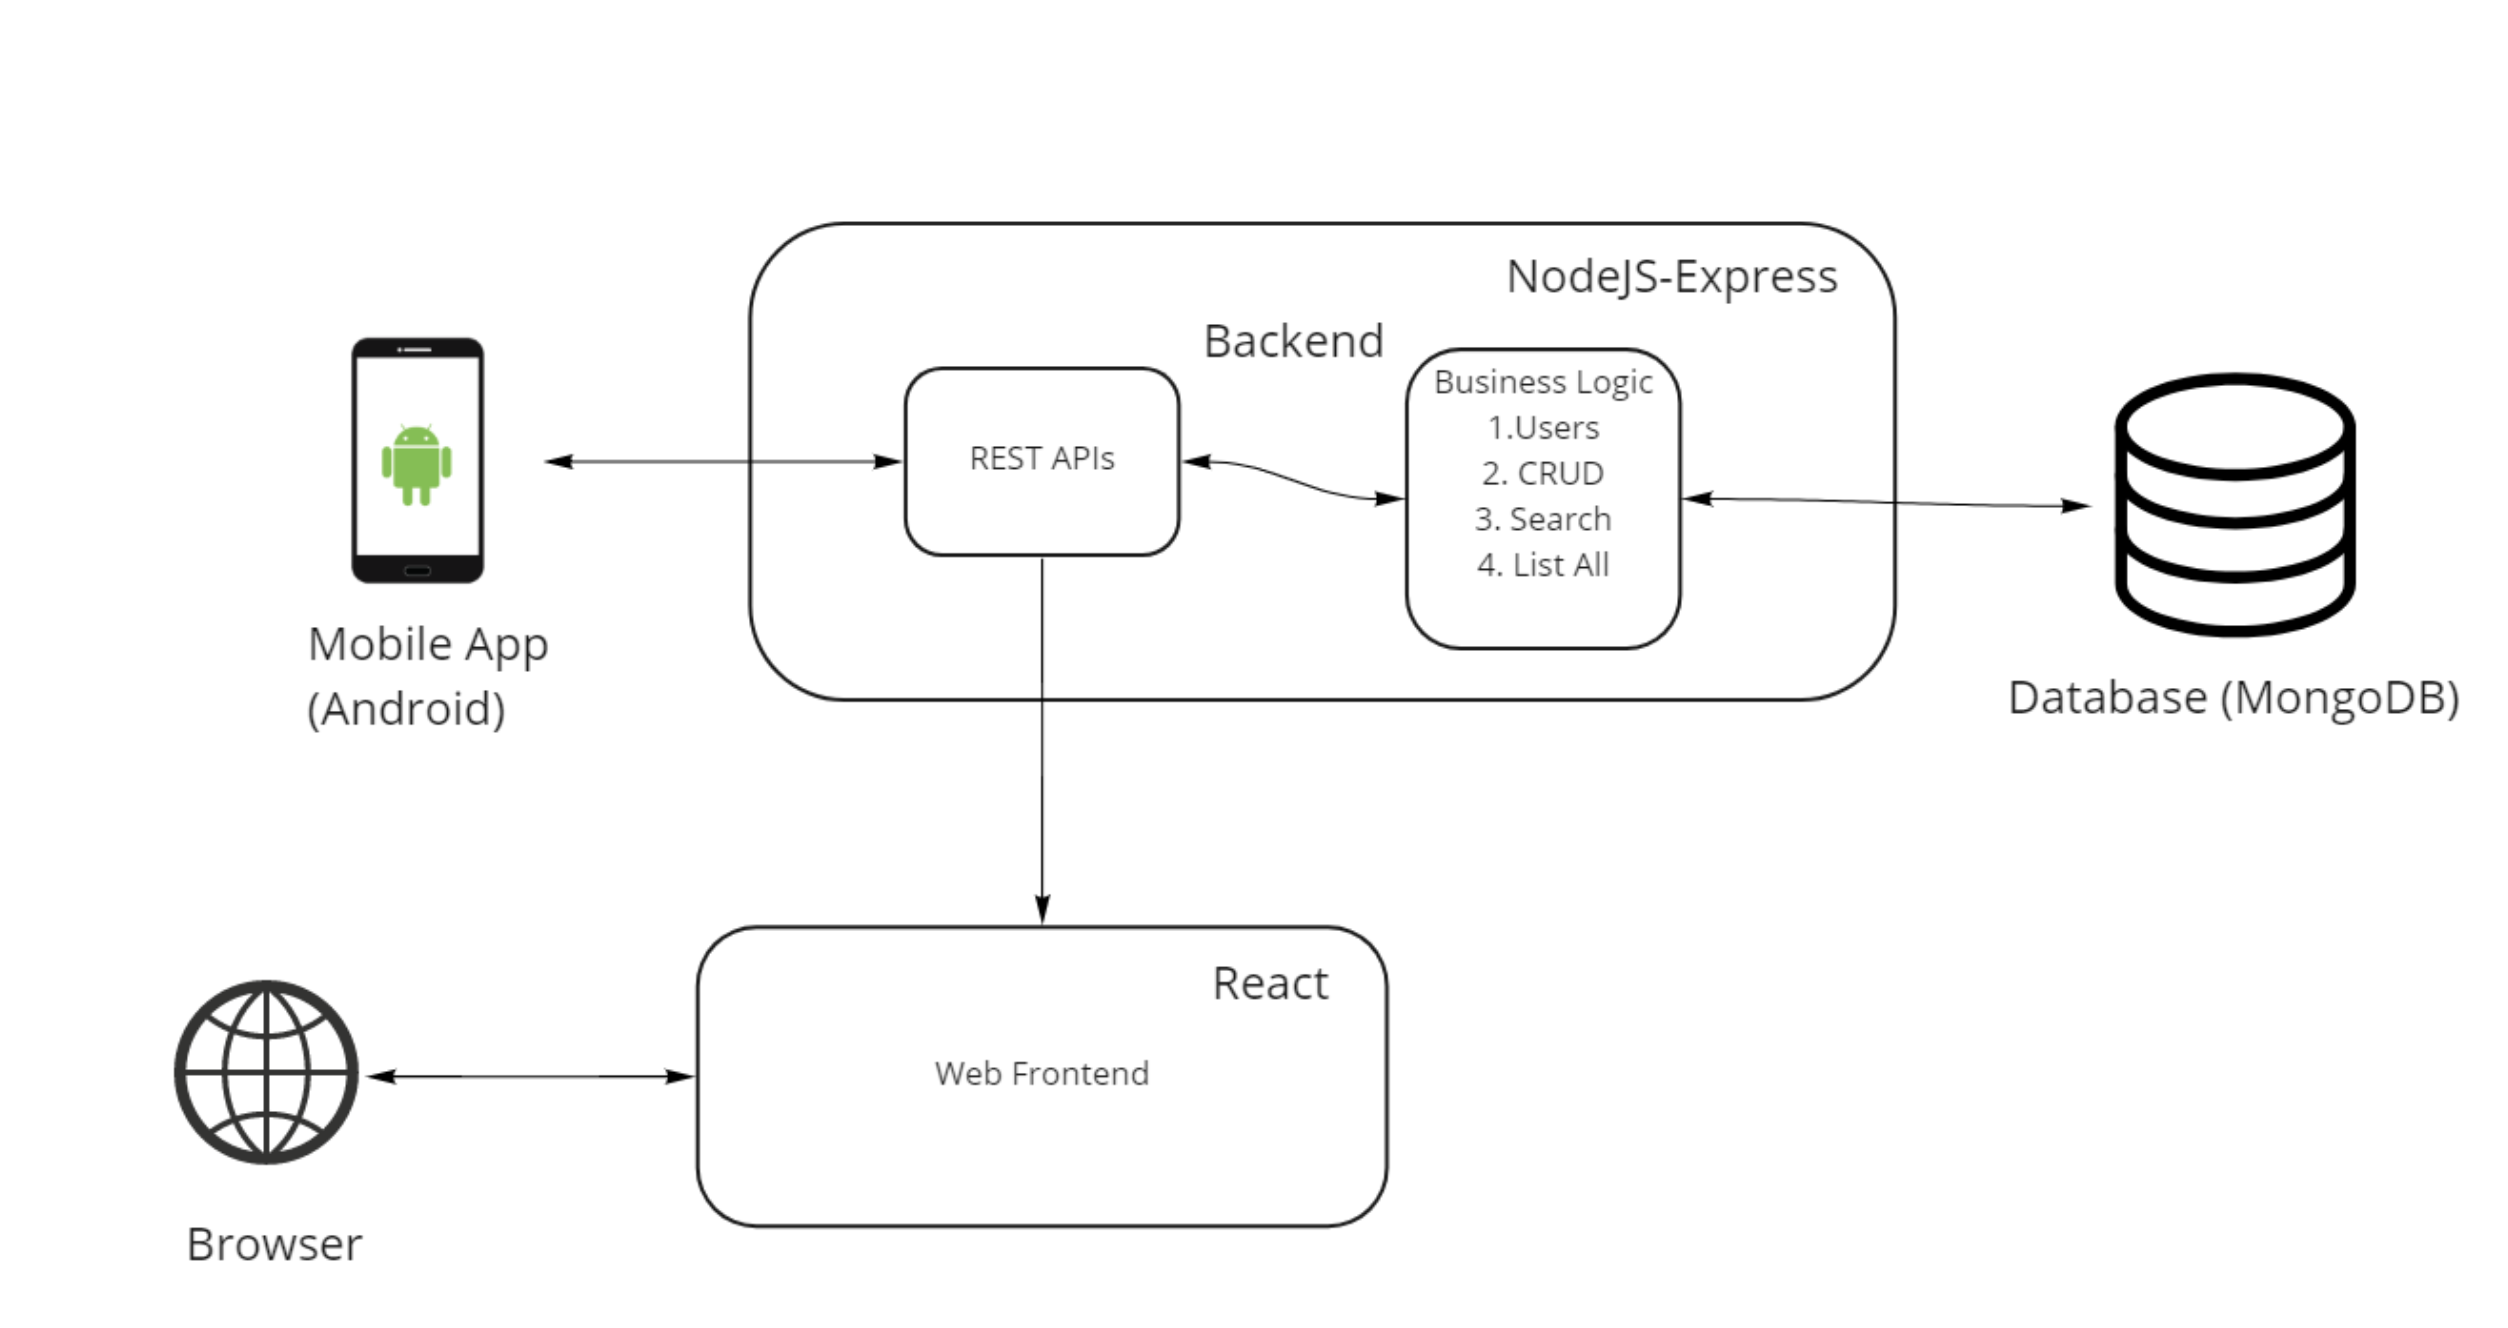 NodeJS-Express
Backend
REST APIs
Business Logic
1.Users
2. CRUD
3. Search
4. List All
Mobile App
(Android)
Database (MongoDB)
React
Web Frontend
Browser